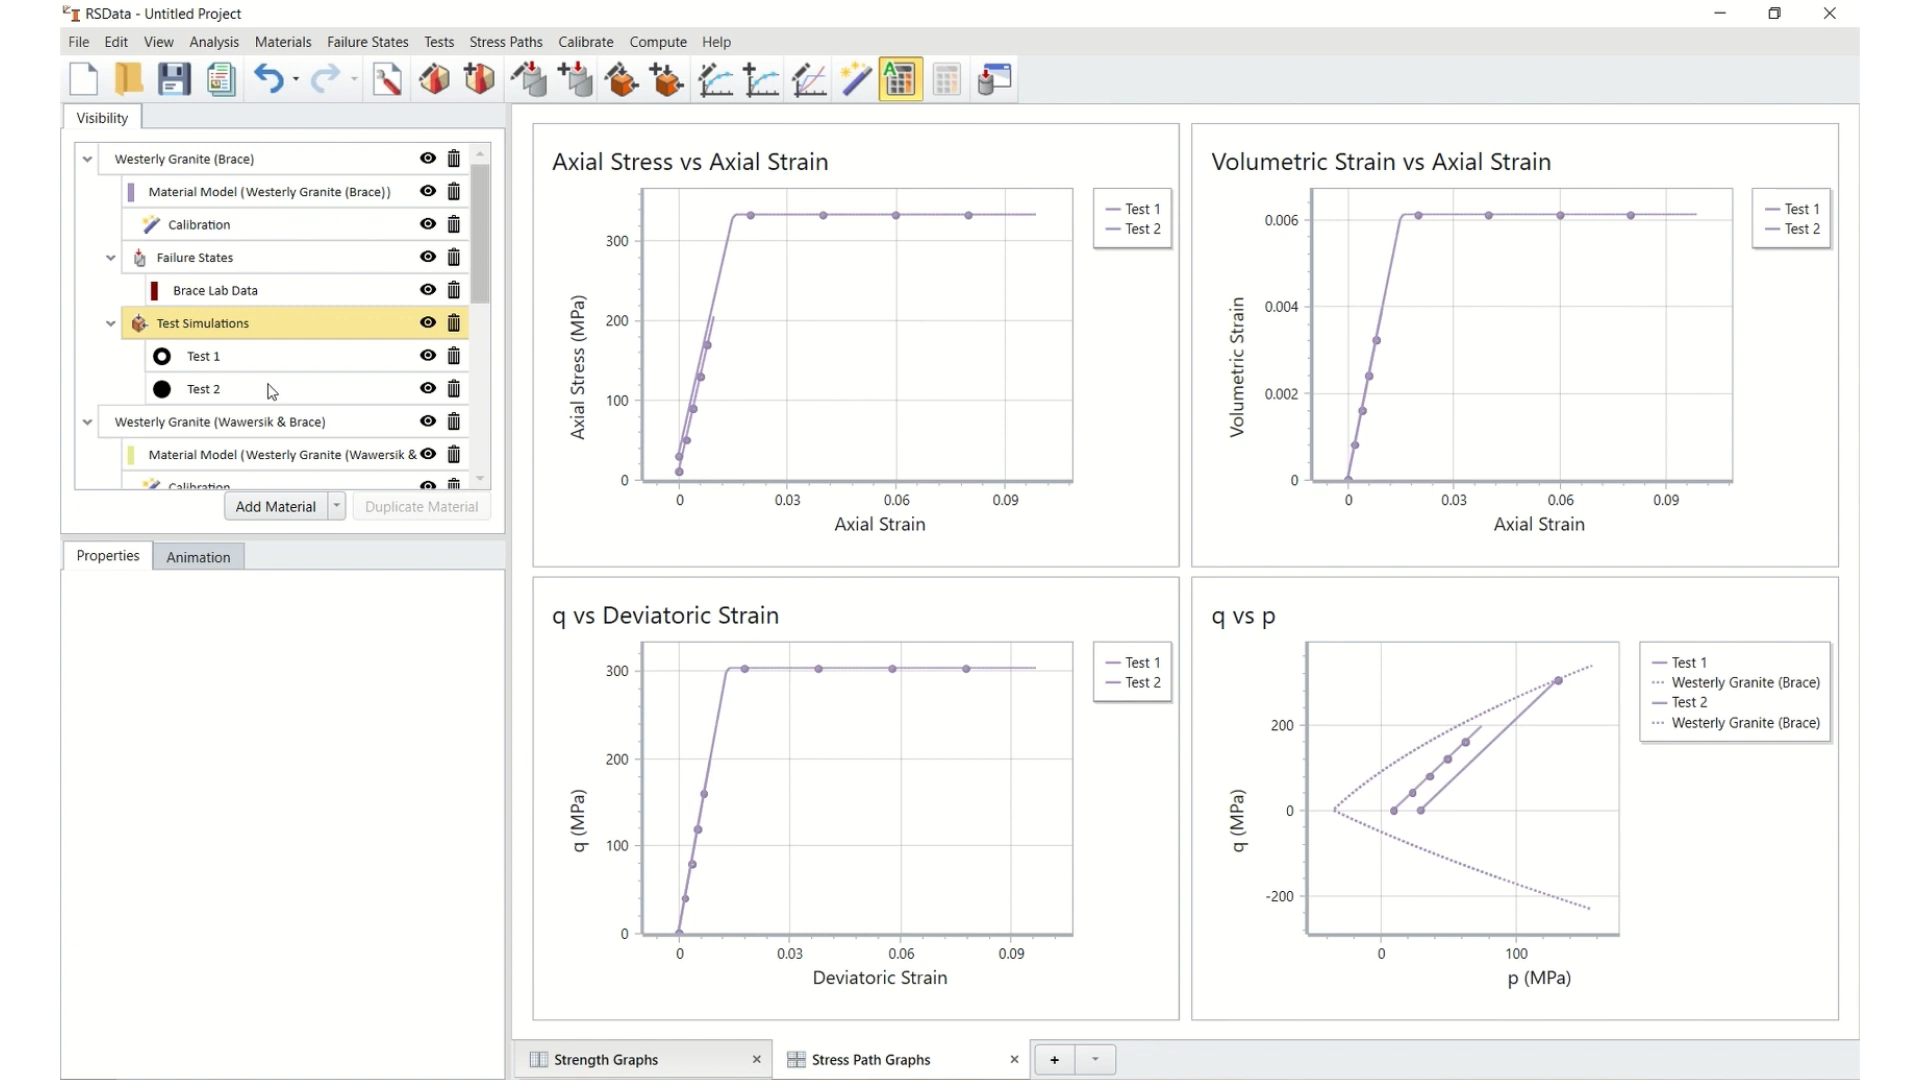 RSData - Untitled Project
File Edit View Analysis Materials Failure States Tests Stress Paths Calibrate Compute Help
Visibility
Westerly Granite (Brace)
Material Model (Westerly Granite (Brace))
Calibration
Failure States
Brace Lab Data
Test Simulations
Test 1
Test 2
Westerly Granite (Wawersik & Brace)
Material Model (Westerly Granite (Wawersik &
Calibration
Add Material
Duplicate Material
Properties
Animation
Axial Stress vs Axial Strain
Axial Stress (MPa)
300
200
100
0
0 0.03 0.06 0.09
Axial Strain
Test 1
Test 2
Volumetric Strain vs Axial Strain
Volumetric Strain
0.006
0.004
0.002
0
0 0.03 0.06 0.09
Axial Strain
Test 1
Test 2
q vs Deviatoric Strain
q (MPa)
300
200
100
0
0 0.03 0.06 0.09
Deviatoric Strain
Test 1
Test 2
q vs p
q (MPa)
200
0
-200
0 100
p (MPa)
Test 1
Westerly Granite (Brace)
Test 2
Westerly Granite (Brace)
Strength Graphs
Stress Path Graphs